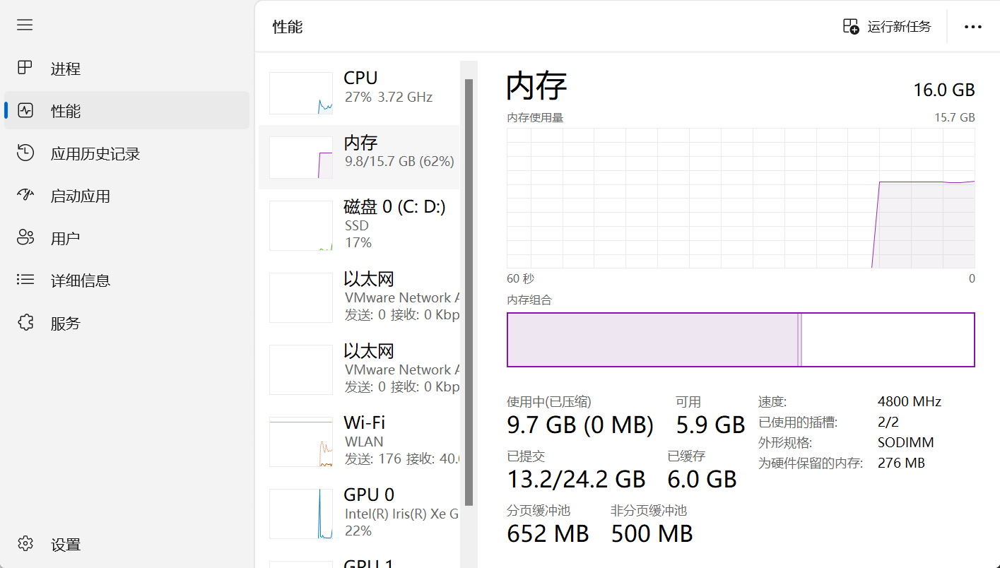 性能
运行新任务
进程
性能
应用历史记录
启动应用
用户
详细信息
服务
设置
CPU
27% 3.72 GHz
内存
9.8/15.7 GB (62%)
磁盘 0 (C: D:)
SSD
17%
以太网
VMware Network A
发送: 0 接收: 0 Kbp
以太网
VMware Network A
发送: 0 接收: 0 Kbp
Wi-Fi
WLAN
发送: 176 接收: 40.
GPU 0
Intel(R) Iris(R) Xe G
22%
GPU 1
内存
16.0 GB
内存使用量
15.7 GB
60 秒
0
内存组合
使用中(已压缩)
9.7 GB (0 MB)
可用
5.9 GB
已提交
13.2/24.2 GB
已缓存
6.0 GB
分页缓冲池
652 MB
非分页缓冲池
500 MB
速度: 4800 MHz
已使用的插槽: 2/2
外形规格: SODIMM
为硬件保留的内存: 276 MB